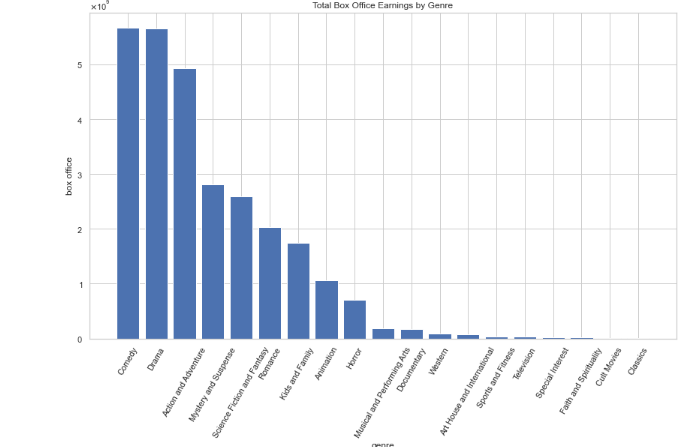 Total Box Office Earnings by Genre
×10⁹
5
4
3
2
1
0
box office
Comedy
Drama
Action and Adventure
Mystery and Suspense
Science Fiction and Fantasy
Romance
Kids and Family
Animation
Horror
Musical and Performing Arts
Documentary
Western
Art House and International
Sports and Fitness
Television
Special Interest
Faith and Spirituality
Cult Movies
Classics
genre